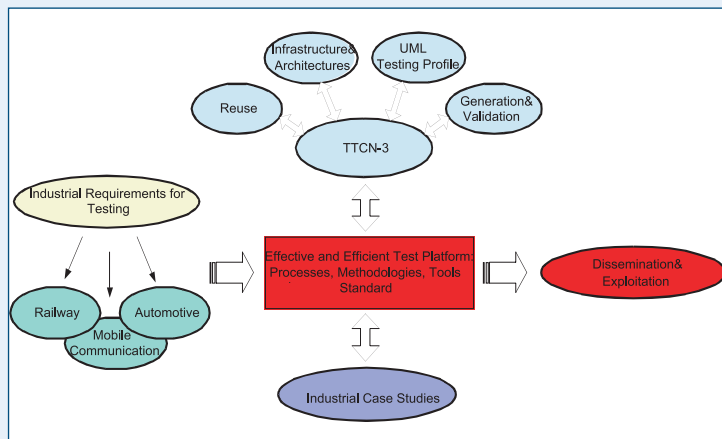 Infrastructure&
Architectures
UML
Testing Profile
Reuse
Generation&
Validation
TTCN-3
Industrial Requirements for
Testing
Effective and Efficient Test Platform:
Processes, Methodologies, Tools
Standard
Dissemination&
Exploitation
Railway
Automotive
Mobile
Communication
Industrial Case Studies